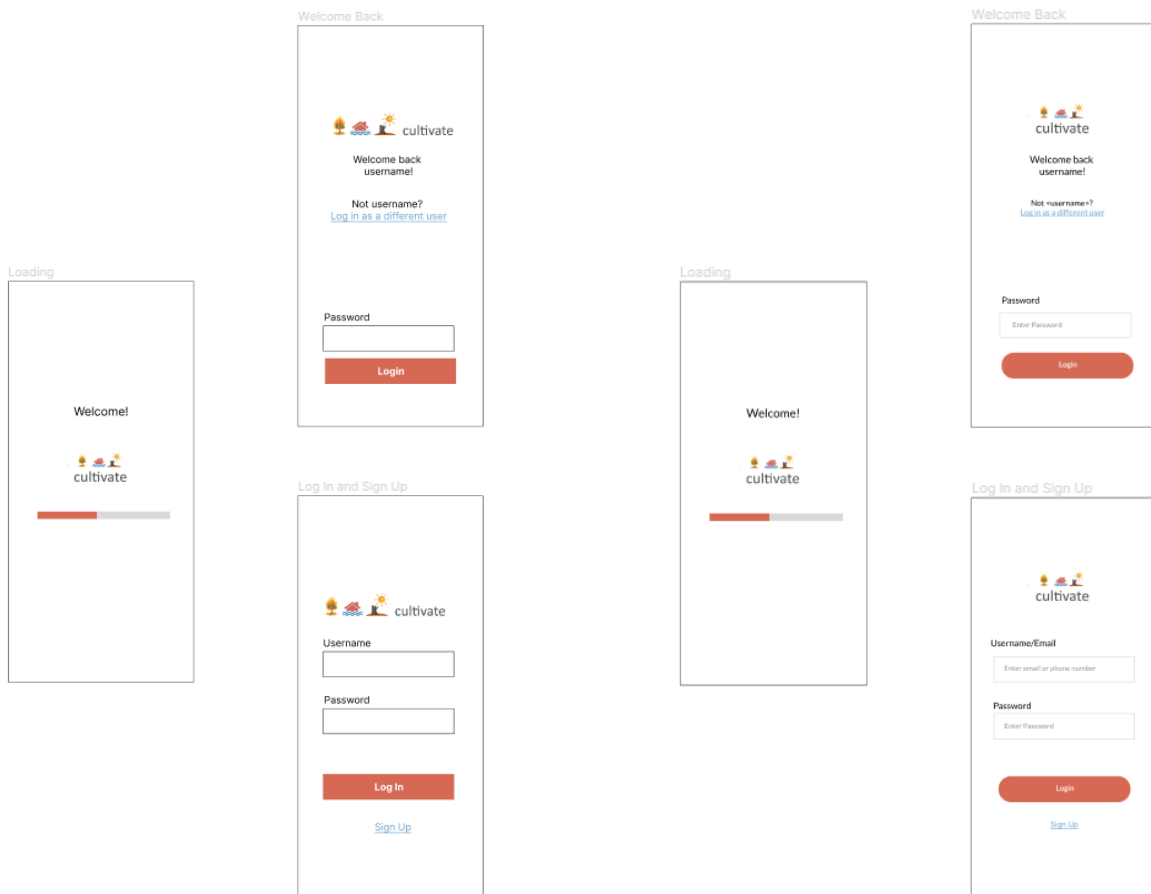 Welcome Back
cultivate
Welcome back
username!
Not username?
Log in as a different user
Password
Login
Loading
Welcome!
cultivate
Log In and Sign Up
cultivate
Username
Password
Log In
Sign Up
Welcome Back
cultivate
Welcome back
username!
Not <username>?
Log in as a different user
Password
Enter Password
Login
Loading
Welcome!
cultivate
Log In and Sign Up
cultivate
Username/Email
Enter email or phone number
Password
Enter Password
Login
Sign Up